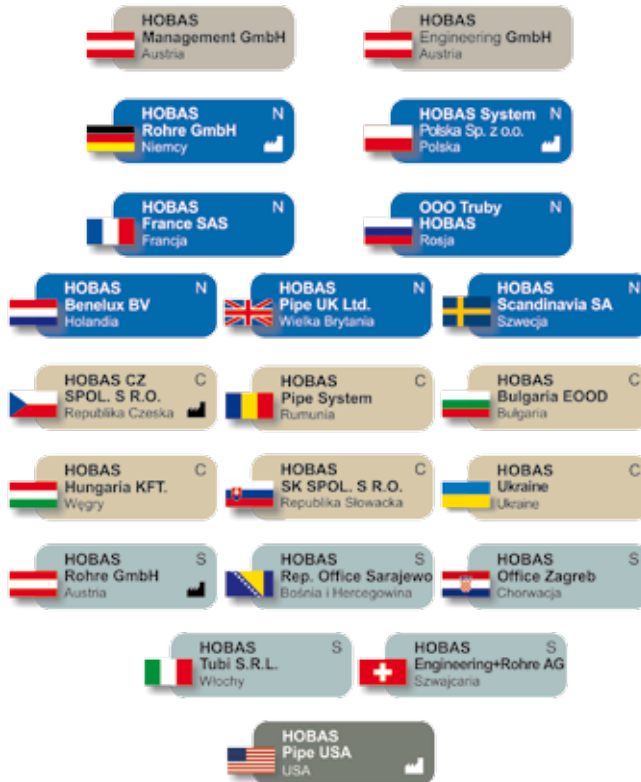 HOBAS
Management GmbH
Austria
HOBAS
Engineering GmbH
Austria
HOBAS N
Rohre GmbH
Niemcy
HOBAS System N
Polska Sp. z o.o.
Polska
HOBAS N
France SAS
Francja
OOO Truby N
HOBAS
Rosja
HOBAS N
Benelux BV
Holandia
HOBAS N
Pipe UK Ltd.
Wielka Brytania
HOBAS N
Scandinavia SA
Szwecja
HOBAS CZ C
SPOL. S R.O.
Republika Czeska
HOBAS C
Pipe System
Rumunia
HOBAS C
Bulgaria EOOD
Bułgaria
HOBAS C
Hungaria KFT.
Węgry
HOBAS C
SK SPOL. S R.O.
Republika Słowacka
HOBAS C
Ukraine
Ukraine
HOBAS S
Rohre GmbH
Austria
HOBAS S
Rep. Office Sarajewo
Bośnia i Hercegowina
HOBAS S
Office Zagreb
Chorwacja
HOBAS S
Tubi S.R.L.
Włochy
HOBAS S
Engineering+Rohre AG
Szwajcaria
HOBAS
Pipe USA
USA